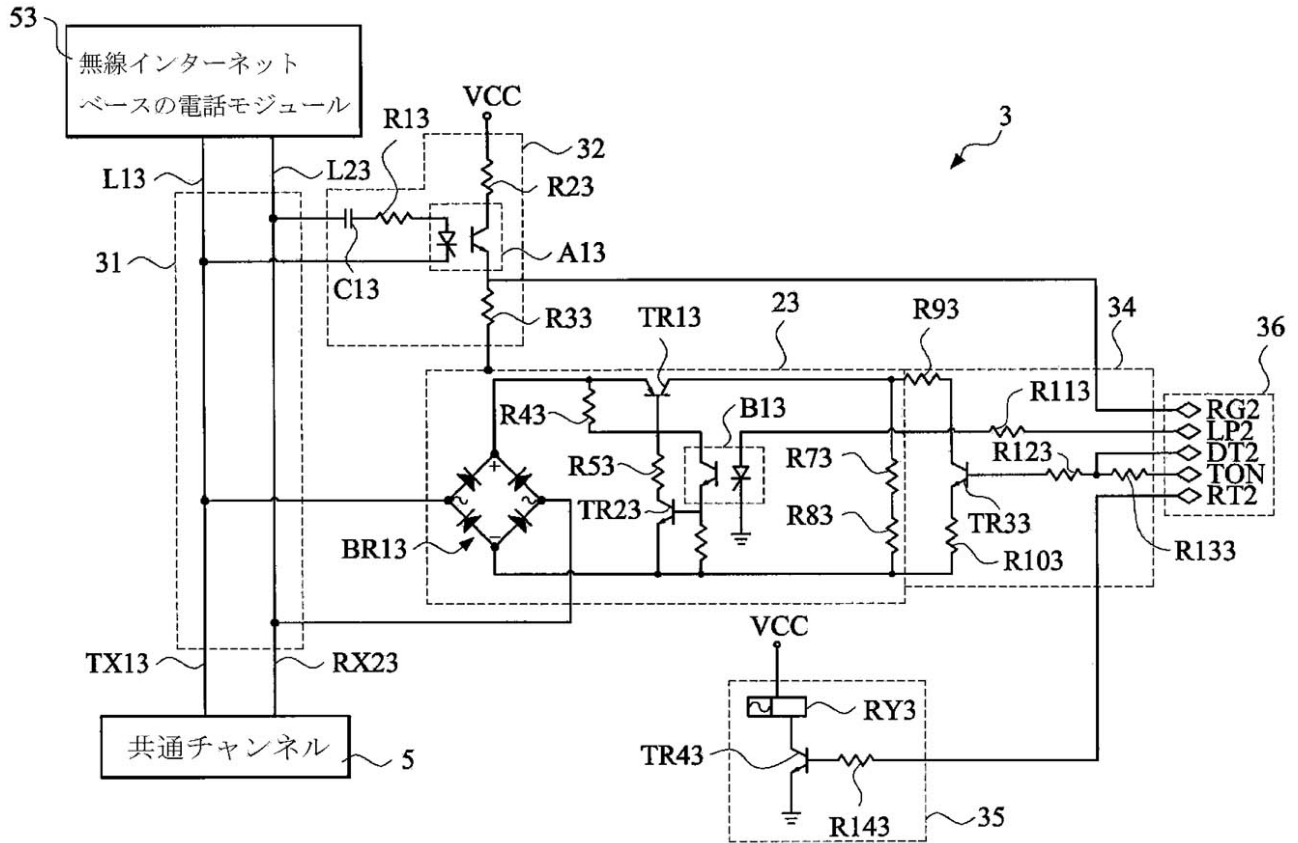 53
無線インターネット
ベースの電話モジュール
VCC
R13
32
3
L13
L23
R23
31
A13
C13
R33
TR13
23
R93
34
36
R43
B13
R113
RG2
LP2
R123
DT2
R53
R73
TON
TR23
RT2
R83
TR33
BR13
R103
R133
VCC
TX13
RX23
RY3
共通チャンネル
5
TR43
R143
35